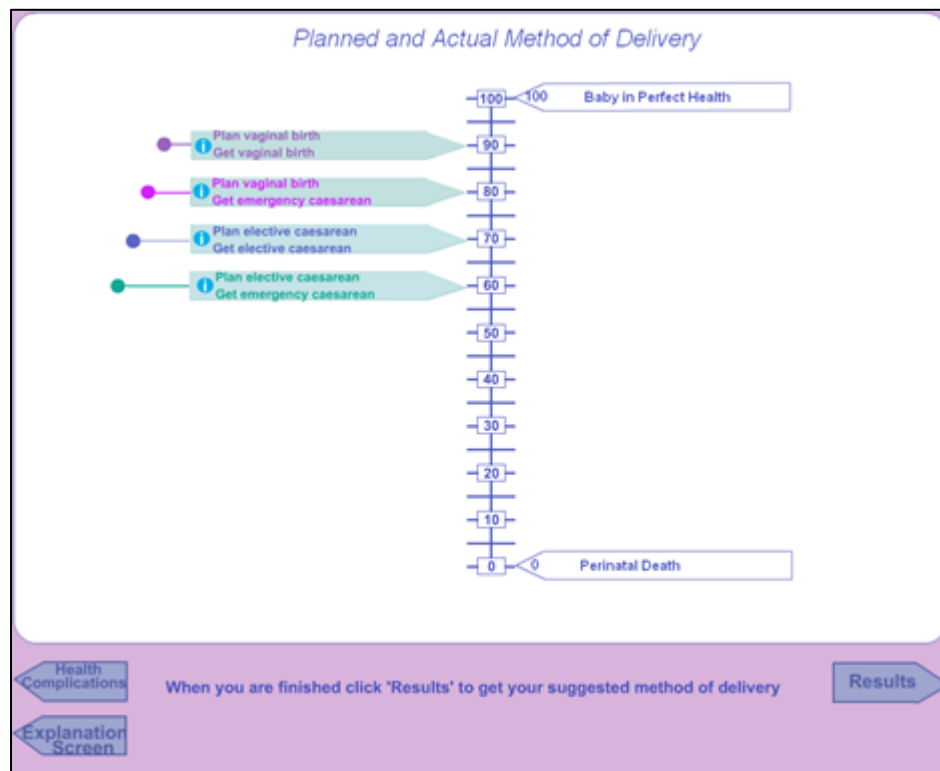 Planned and Actual Method of Delivery
100
100
Baby in Perfect Health
Plan vaginal birth
Get vaginal birth
90
Plan vaginal birth
Get emergency caesarean
80
Plan elective caesarean
Get elective caesarean
70
Plan elective caesarean
Get emergency caesarean
60
50
40
30
20
10
0
0
Perinatal Death
Health
Complications
When you are finished click 'Results' to get your suggested method of delivery
Results
Explanation
Screen